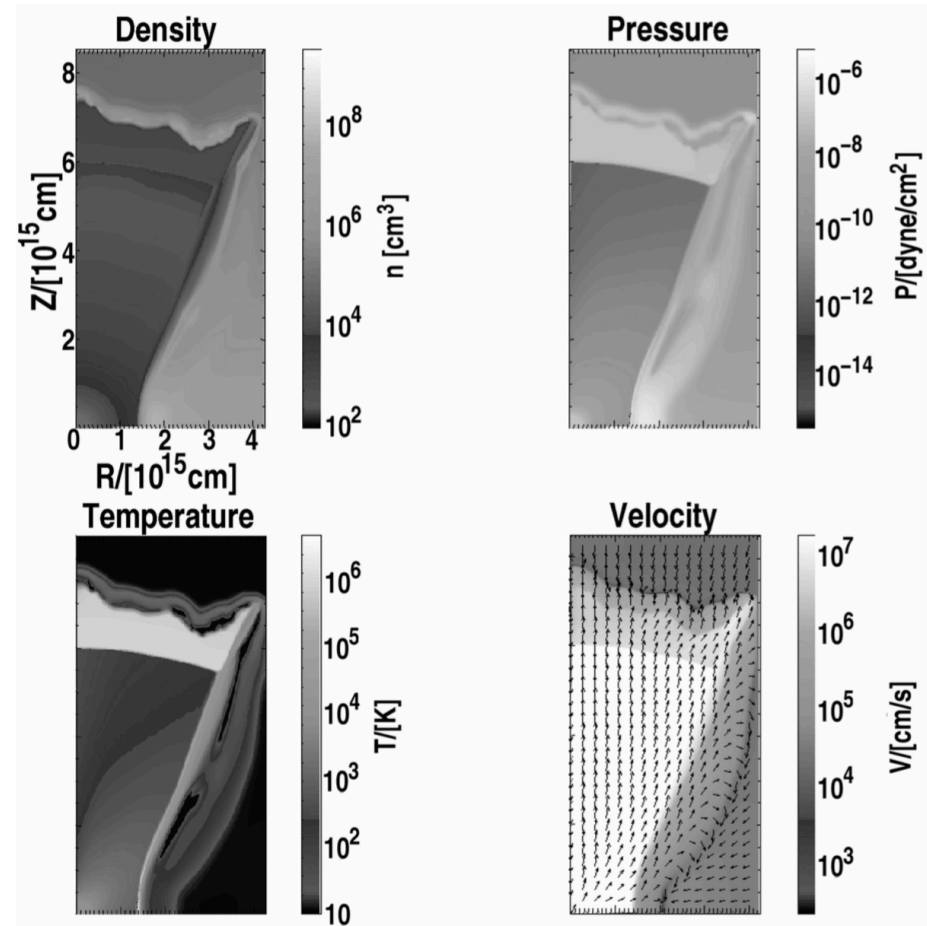 Density
8
6
4
2
Z/[10^15cm]
0 1 2 3 4
R/[10^15cm]
10^8
10^6
10^4
10^2
n [cm^3]
Pressure
10^-6
10^-8
10^-10
10^-12
10^-14
P/[dyne/cm^2]
Temperature
10^6
10^5
10^4
10^3
10^2
10
T/[K]
Velocity
10^7
10^6
10^5
10^4
10^3
V/[cm/s]